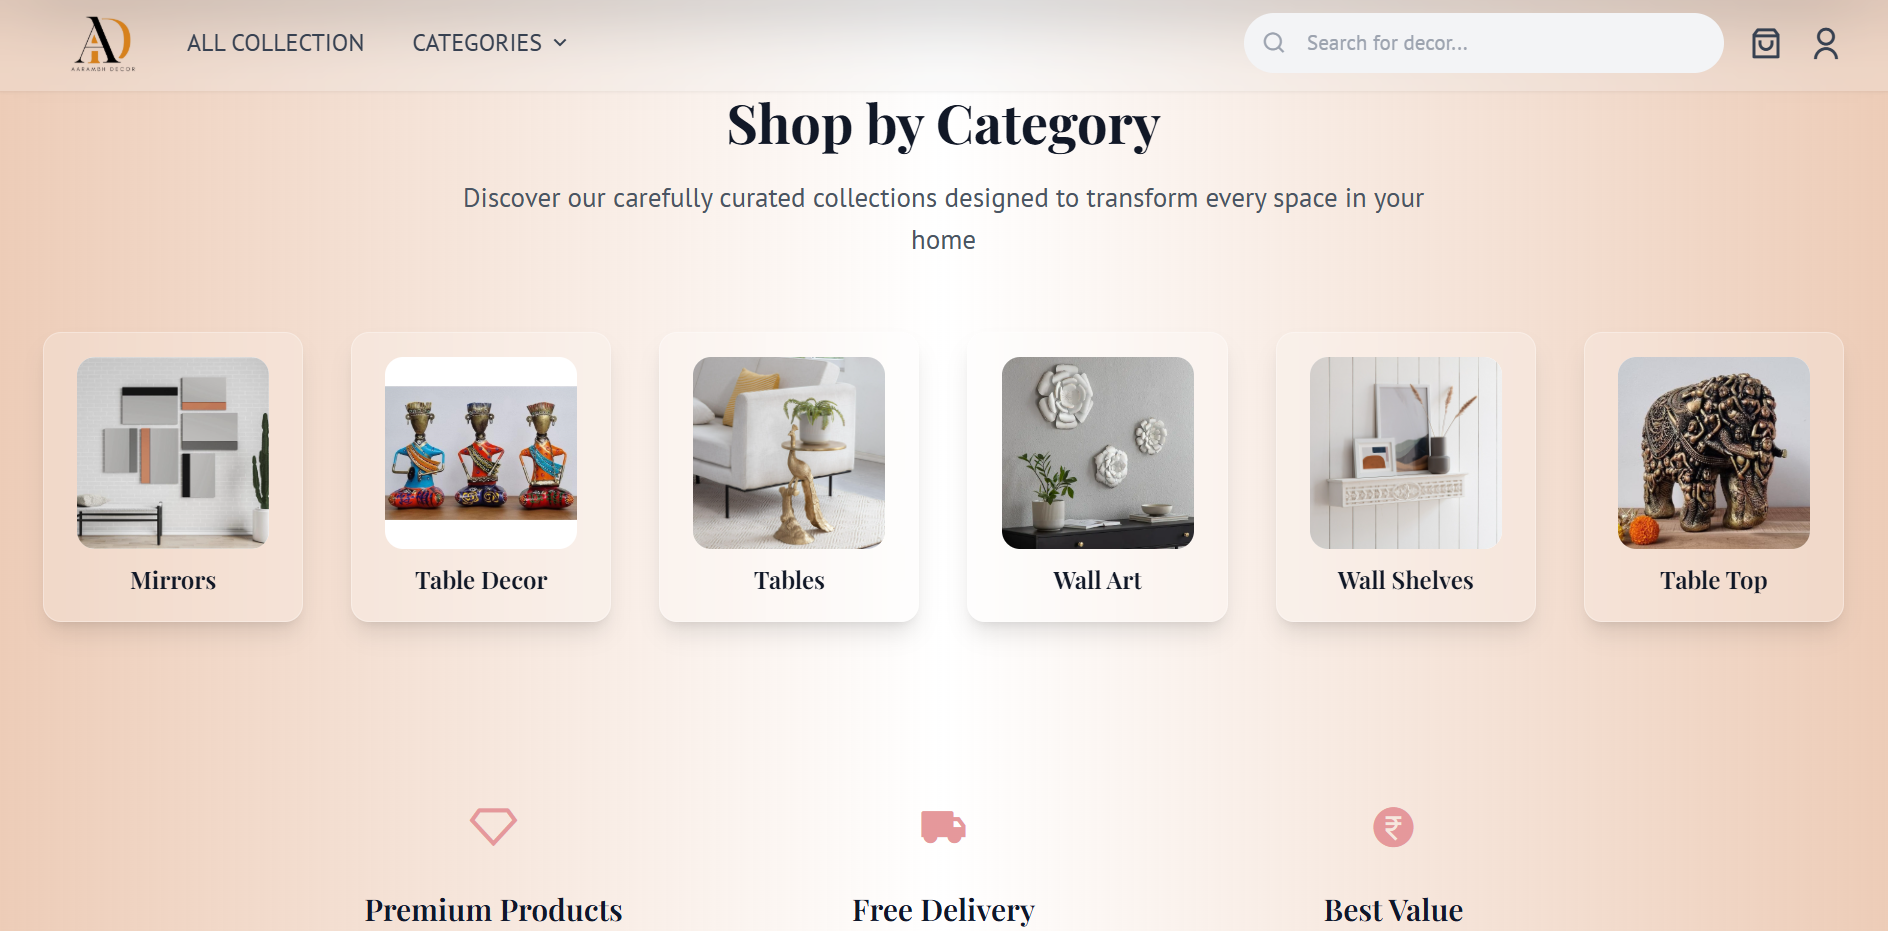 AARAMBH DECOR
ALL COLLECTION
CATEGORIES
Search for decor...
Shop by Category
Discover our carefully curated collections designed to transform every space in your
home
Mirrors
Table Decor
Tables
Wall Art
Wall Shelves
Table Top
Premium Products
Free Delivery
Best Value